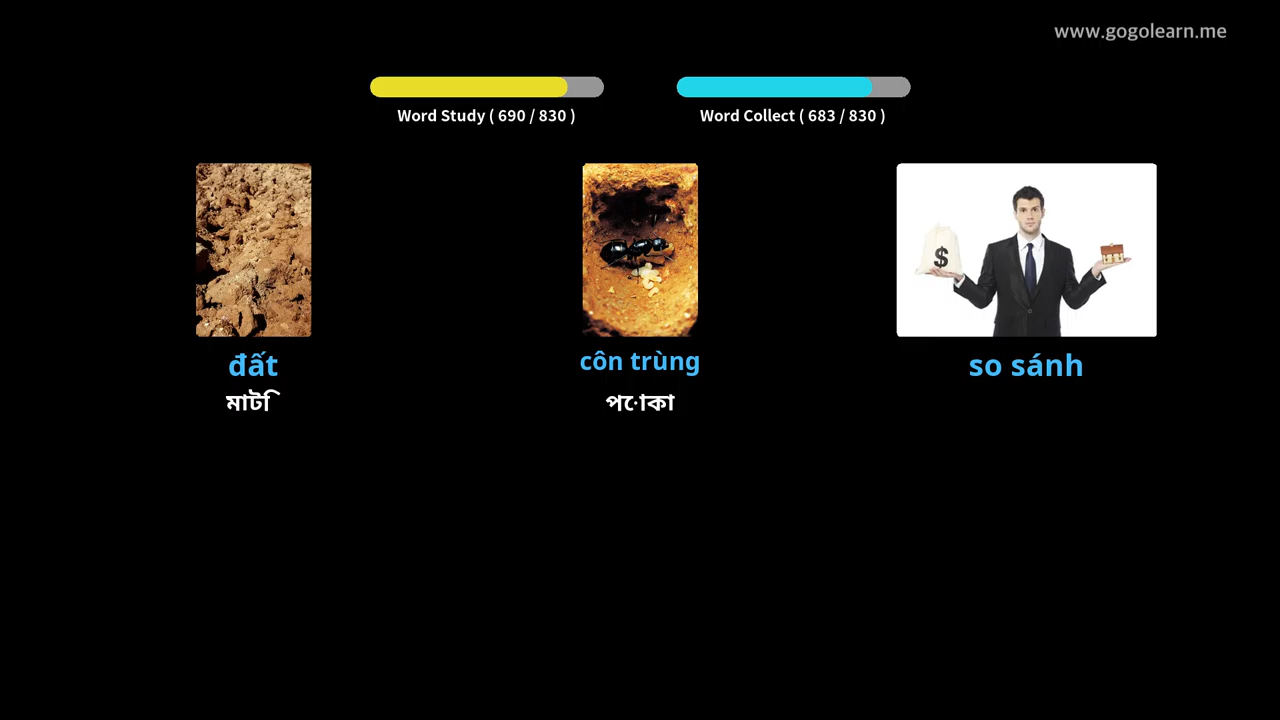 www.gogolearn.me
Word Study ( 690 / 830 )
Word Collect ( 683 / 830 )
$
đất
côn trùng
so sánh
মাটি
পোকা